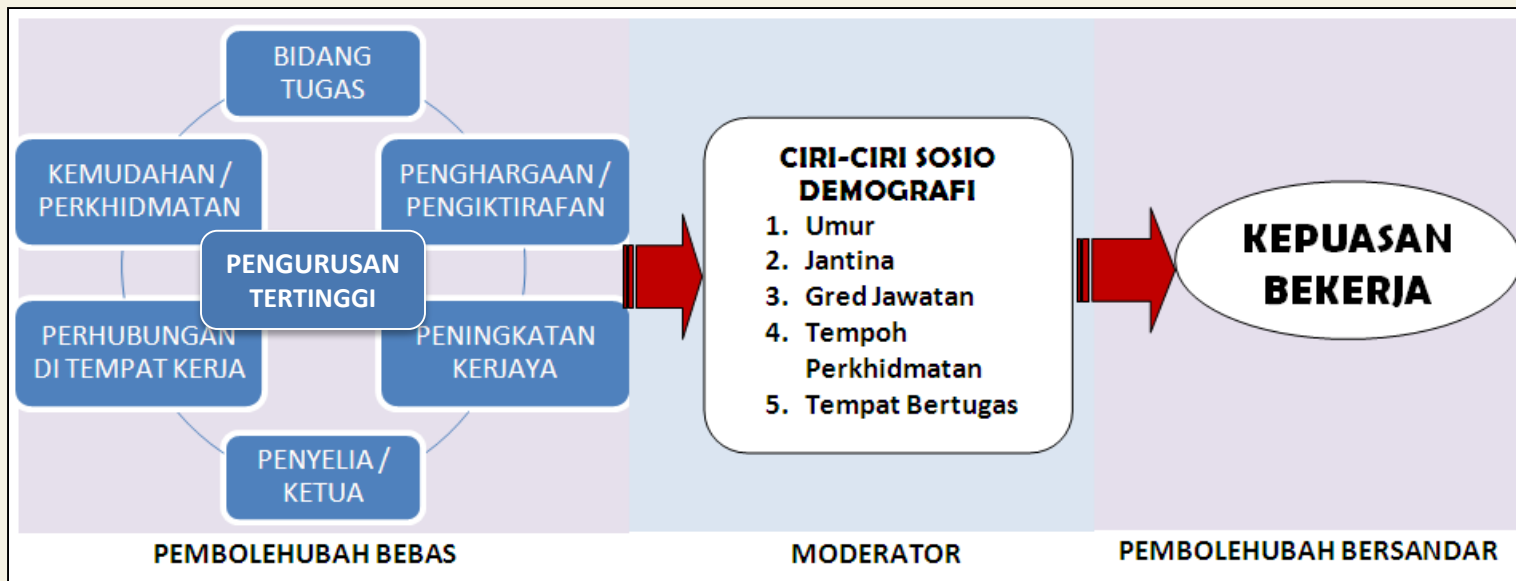 BIDANG
TUGAS
KEMUDAHAN /
PERKHIDMATAN
PENGHARGAAN /
PENGIKTIRAFAN
PENGURUSAN
TERTINGGI
PERHUBUNGAN
DI TEMPAT KERJA
PENINGKATAN
KERJAYA
PENYELIA /
KETUA
PEMBOLEHUBAH BEBAS
CIRI-CIRI SOSIO
DEMOGRAFI
1. Umur
2. Jantina
3. Gred Jawatan
4. Tempoh
Perkhidmatan
5. Tempat Bertugas
MODERATOR
KEPUASAN
BEKERJA
PEMBOLEHUBAH BERSANDAR